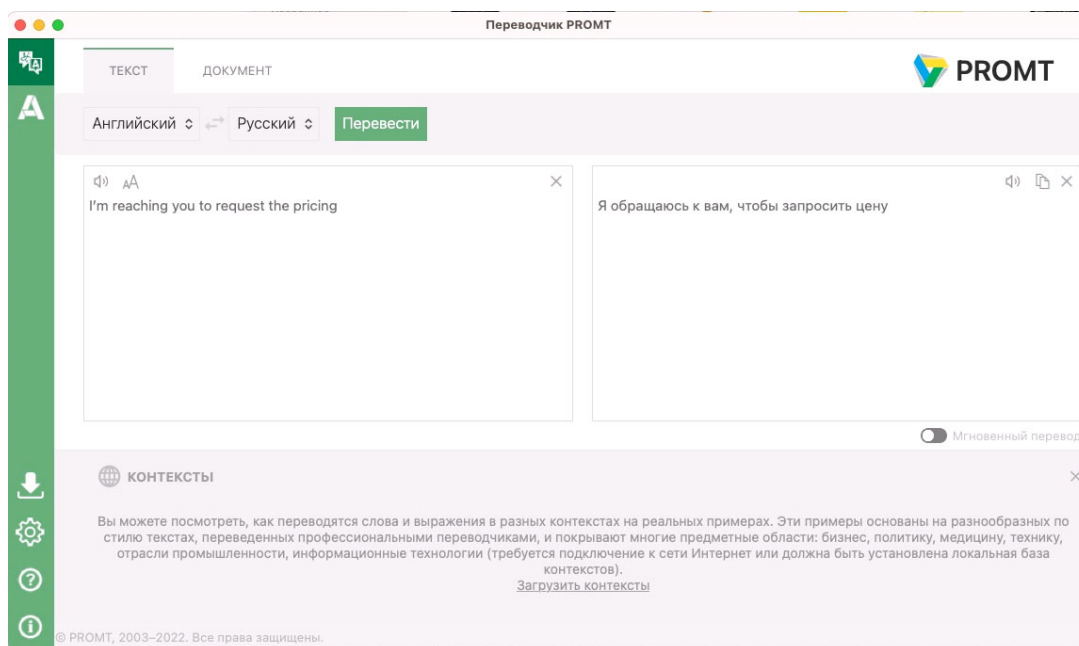 Переводчик PROMT
ТЕКСТ ДОКУМЕНТ
PROMT
Английский Русский Перевести
I'm reaching you to request the pricing
Я обращаюсь к вам, чтобы запросить цену
Мгновенный перевод
КОНТЕКСТЫ
Вы можете посмотреть, как переводятся слова и выражения в разных контекстах на реальных примерах. Эти примеры основаны на разнообразных по
стилю текстах, переведенных профессиональными переводчиками, и покрывают многие предметные области: бизнес, политику, медицину, технику,
отрасли промышленности, информационные технологии (требуется подключение к сети Интернет или должна быть установлена локальная база
контекстов).
Загрузить контексты
© PROMT, 2003–2022. Все права защищены.